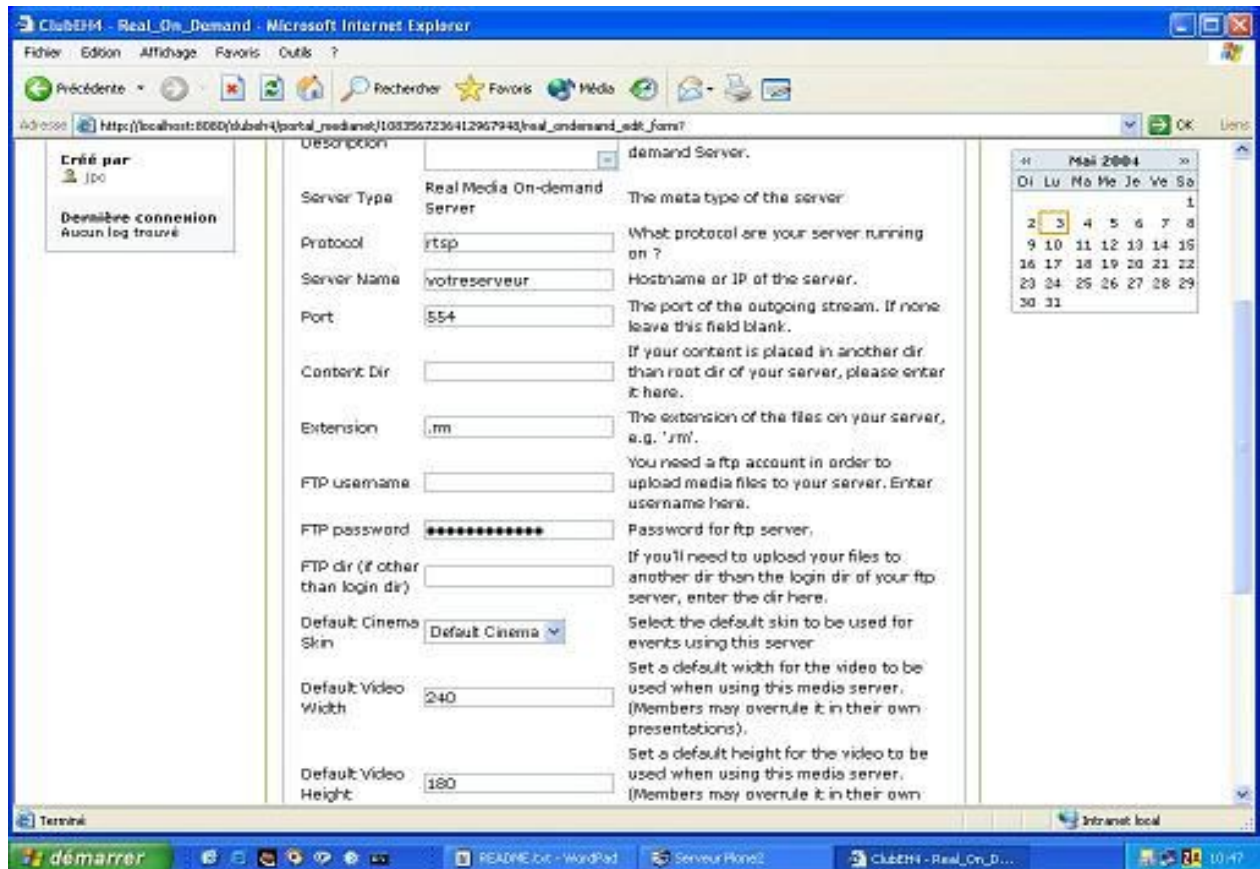 ClubEH4 - Real_On_Demand - Microsoft Internet Explorer
Fichier Edition Affichage Favoris Outils ?
Précédente Rechercher Favoris Média
Adresse http://localhost:8080/clubeh4/portal_medianet/1083567236412967948/real_ondemand_edit_form? OK Liens
Créé par
jpo
Dernière connexion
Aucun log trouvé
Description
demand Server.
Server Type
Real Media On-demand
Server
The meta type of the server
Protocol
rtsp
What protocol are your server running
on ?
Server Name
votreserveur
Hostname or IP of the server.
Port
554
The port of the outgoing stream. If none
leave this field blank.
Content Dir
If your content is placed in another dir
than root dir of your server, please enter
it here.
Extension
.rm
The extension of the files on your server,
e.g. '.rm'.
FTP username
You need a ftp account in order to
upload media files to your server. Enter
username here.
FTP password
Password for ftp server.
FTP dir (if other
than login dir)
If you'll need to upload your files to
another dir than the login dir of your ftp
server, enter the dir here.
Default Cinema
Skin
Default Cinema
Select the default skin to be used for
events using this server
Default Video
Width
240
Set a default width for the video to be
used when using this media server.
(Members may overrule it in their own
presentations).
Default Video
Height
180
Set a default height for the video to be
used when using this media server.
(Members may overrule it in their own
« Mai 2004 »
Di Lu Ma Me Je Ve Sa
1
2 3 4 5 6 7 8
9 10 11 12 13 14 15
16 17 18 19 20 21 22
23 24 25 26 27 28 29
30 31
Terminé
Intranet local
démarrer
README.txt - WordPad
Serveur Plone2
ClubEH4 - Real_On_D...
10:47